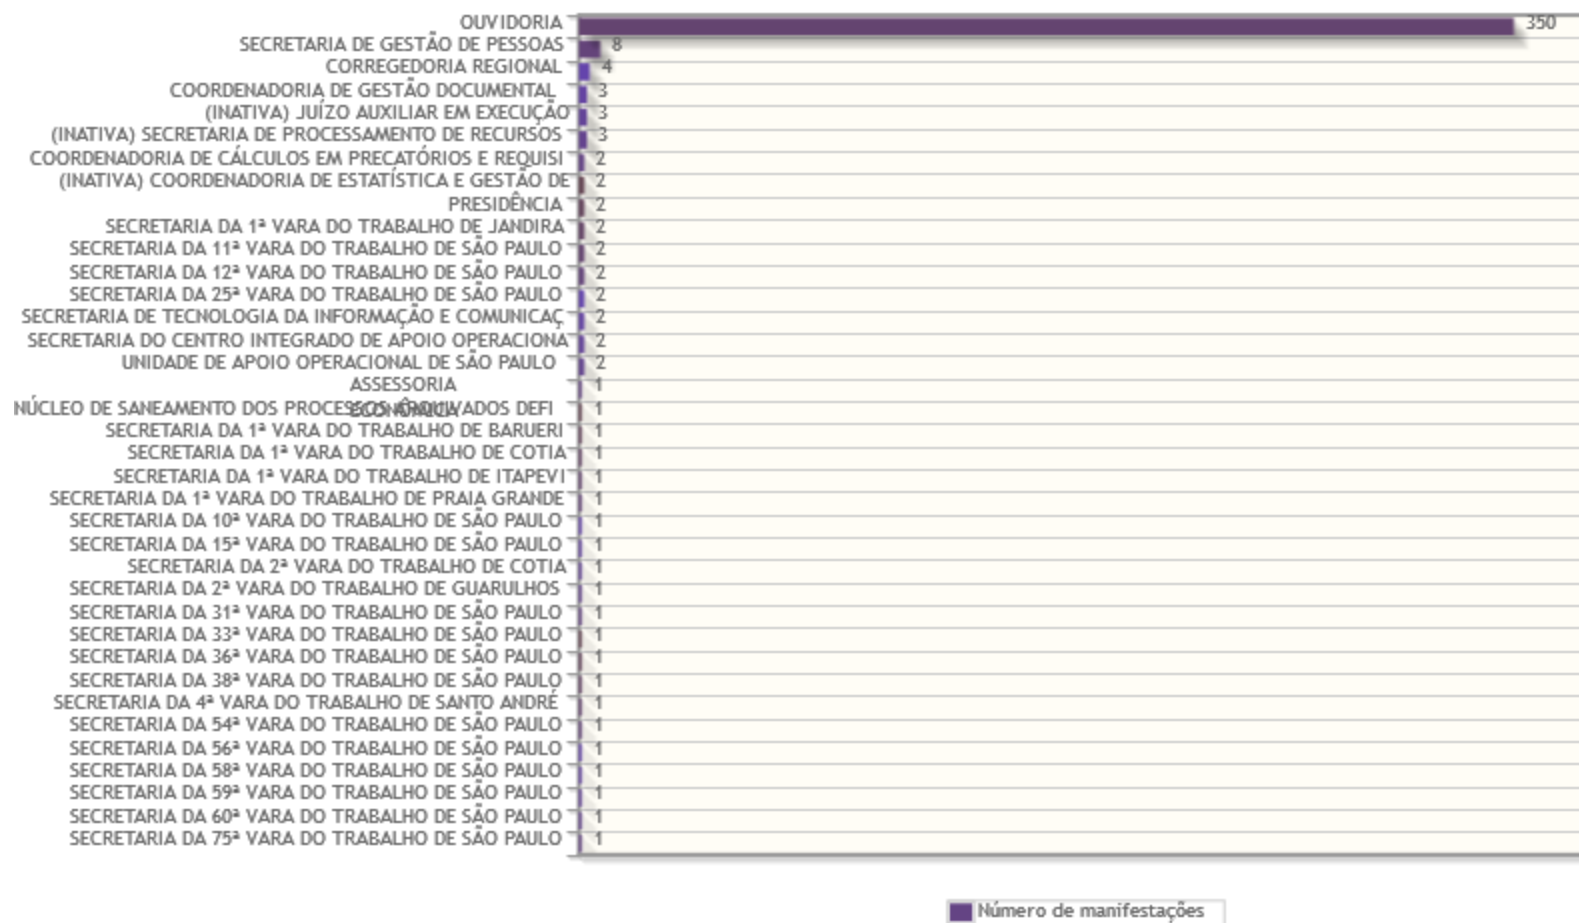 OUVIDORIA 350
SECRETARIA DE GESTÃO DE PESSOAS 8
CORREGEDORIA REGIONAL 4
COORDENADORIA DE GESTÃO DOCUMENTAL 3
(INATIVA) JUÍZO AUXILIAR EM EXECUÇÃO 3
(INATIVA) SECRETARIA DE PROCESSAMENTO DE RECURSOS 3
COORDENADORIA DE CÁLCULOS EM PRECATÓRIOS E REQUISI 2
(INATIVA) COORDENADORIA DE ESTATÍSTICA E GESTÃO DE 2
PRESIDÊNCIA 2
SECRETARIA DA 1ª VARA DO TRABALHO DE JANDIRA 2
SECRETARIA DA 11ª VARA DO TRABALHO DE SÃO PAULO 2
SECRETARIA DA 12ª VARA DO TRABALHO DE SÃO PAULO 2
SECRETARIA DA 25ª VARA DO TRABALHO DE SÃO PAULO 2
SECRETARIA DE TECNOLOGIA DA INFORMAÇÃO E COMUNICAÇ 2
SECRETARIA DO CENTRO INTEGRADO DE APOIO OPERACIONA 2
UNIDADE DE APOIO OPERACIONAL DE SÃO PAULO 2
ASSESSORIA 1
ECONÔMICA
NÚCLEO DE SANEAMENTO DOS PROCESSOS ARQUIVADOS DEFI 1
SECRETARIA DA 1ª VARA DO TRABALHO DE BARUERI 1
SECRETARIA DA 1ª VARA DO TRABALHO DE COTIA 1
SECRETARIA DA 1ª VARA DO TRABALHO DE ITAPEVI 1
SECRETARIA DA 1ª VARA DO TRABALHO DE PRAIA GRANDE 1
SECRETARIA DA 10ª VARA DO TRABALHO DE SÃO PAULO 1
SECRETARIA DA 15ª VARA DO TRABALHO DE SÃO PAULO 1
SECRETARIA DA 2ª VARA DO TRABALHO DE COTIA 1
SECRETARIA DA 2ª VARA DO TRABALHO DE GUARULHOS 1
SECRETARIA DA 31ª VARA DO TRABALHO DE SÃO PAULO 1
SECRETARIA DA 33ª VARA DO TRABALHO DE SÃO PAULO 1
SECRETARIA DA 36ª VARA DO TRABALHO DE SÃO PAULO 1
SECRETARIA DA 38ª VARA DO TRABALHO DE SÃO PAULO 1
SECRETARIA DA 4ª VARA DO TRABALHO DE SANTO ANDRÉ 1
SECRETARIA DA 54ª VARA DO TRABALHO DE SÃO PAULO 1
SECRETARIA DA 56ª VARA DO TRABALHO DE SÃO PAULO 1
SECRETARIA DA 58ª VARA DO TRABALHO DE SÃO PAULO 1
SECRETARIA DA 59ª VARA DO TRABALHO DE SÃO PAULO 1
SECRETARIA DA 60ª VARA DO TRABALHO DE SÃO PAULO 1
SECRETARIA DA 75ª VARA DO TRABALHO DE SÃO PAULO 1
Número de manifestações